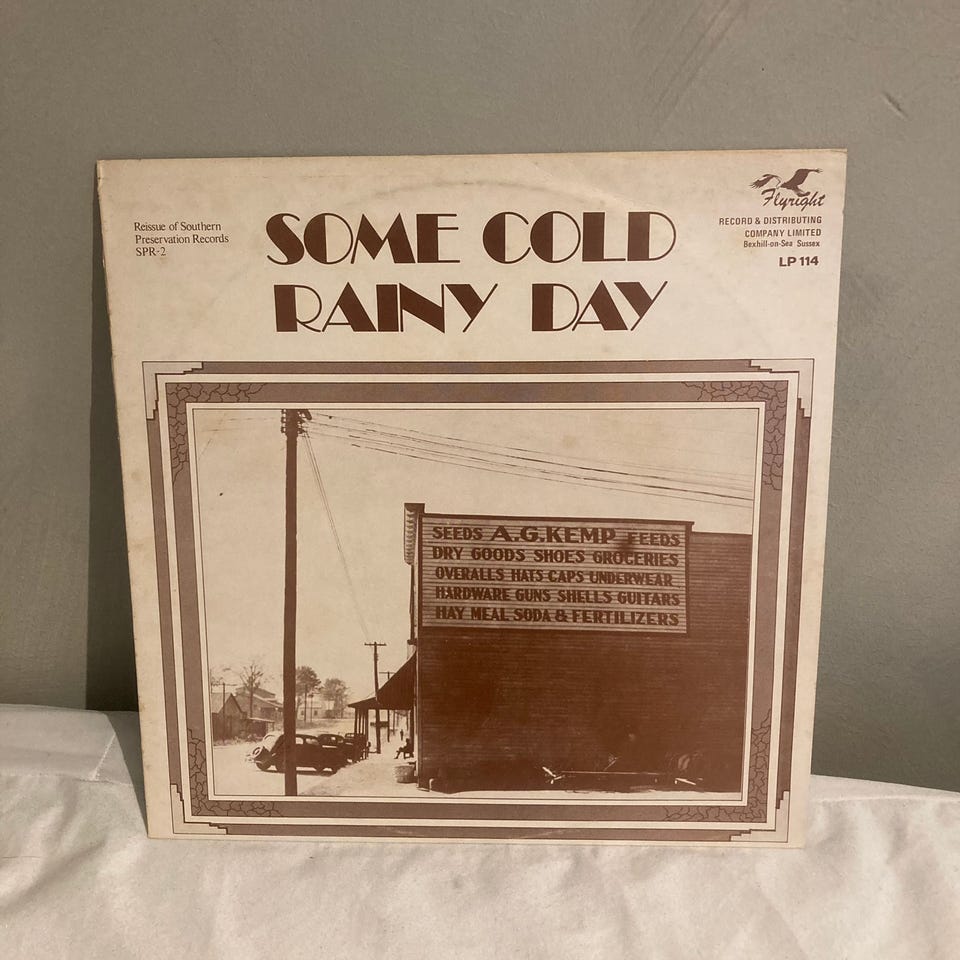 Reissue of Southern
Preservation Records
SPR-2
SOME COLD
RAINY DAY
Flyright
RECORD & DISTRIBUTING
COMPANY LIMITED
Bexhill-on-Sea Sussex
LP 114
SEEDS A.G.KEMP FEEDS
DRY GOODS SHOES GROCERIES
OVERALLS HATS CAPS UNDERWEAR
HARDWARE GUNS SHELLS GUITARS
HAY MEAL SODA & FERTILIZERS